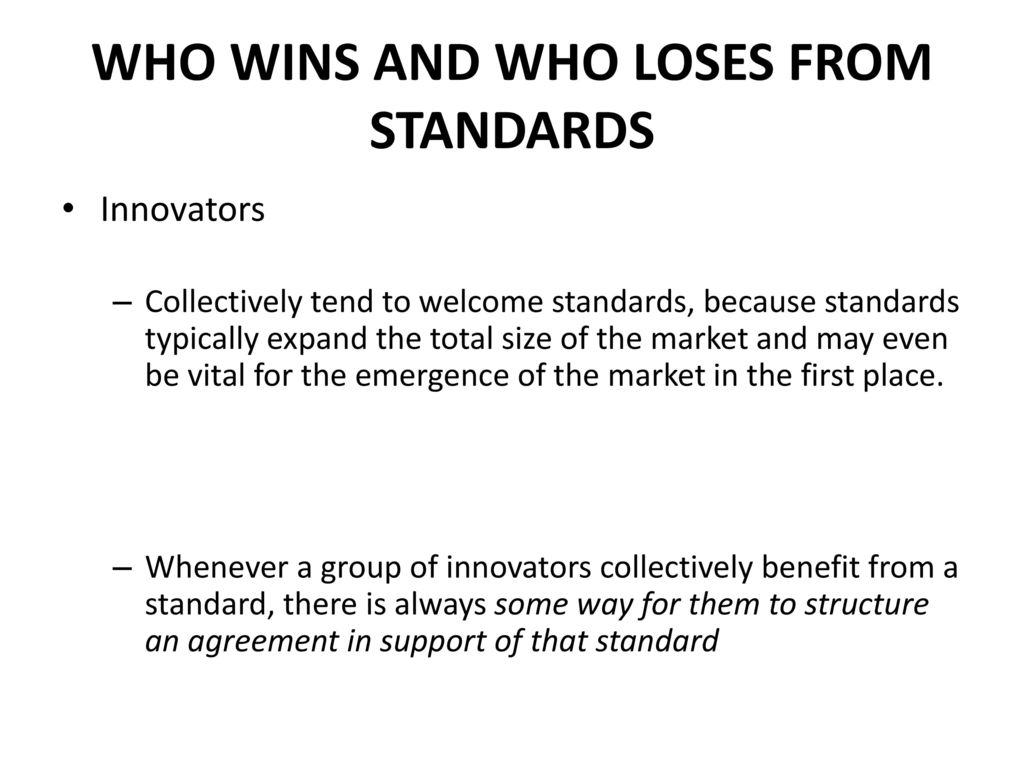 WHO WINS AND WHO LOSES FROM
STANDARDS
• Innovators
– Collectively tend to welcome standards, because standards
typically expand the total size of the market and may even
be vital for the emergence of the market in the first place.
– Whenever a group of innovators collectively benefit from a
standard, there is always some way for them to structure
an agreement in support of that standard